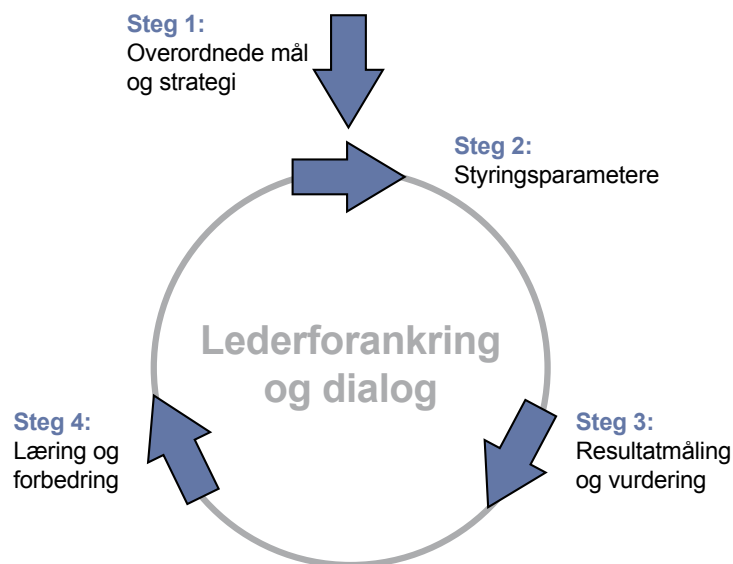 Steg 1:
Overordnede mål
og strategi
Steg 2:
Styringsparametere
Lederforankring
og dialog
Steg 3:
Resultatmåling
og vurdering
Steg 4:
Læring og
forbedring